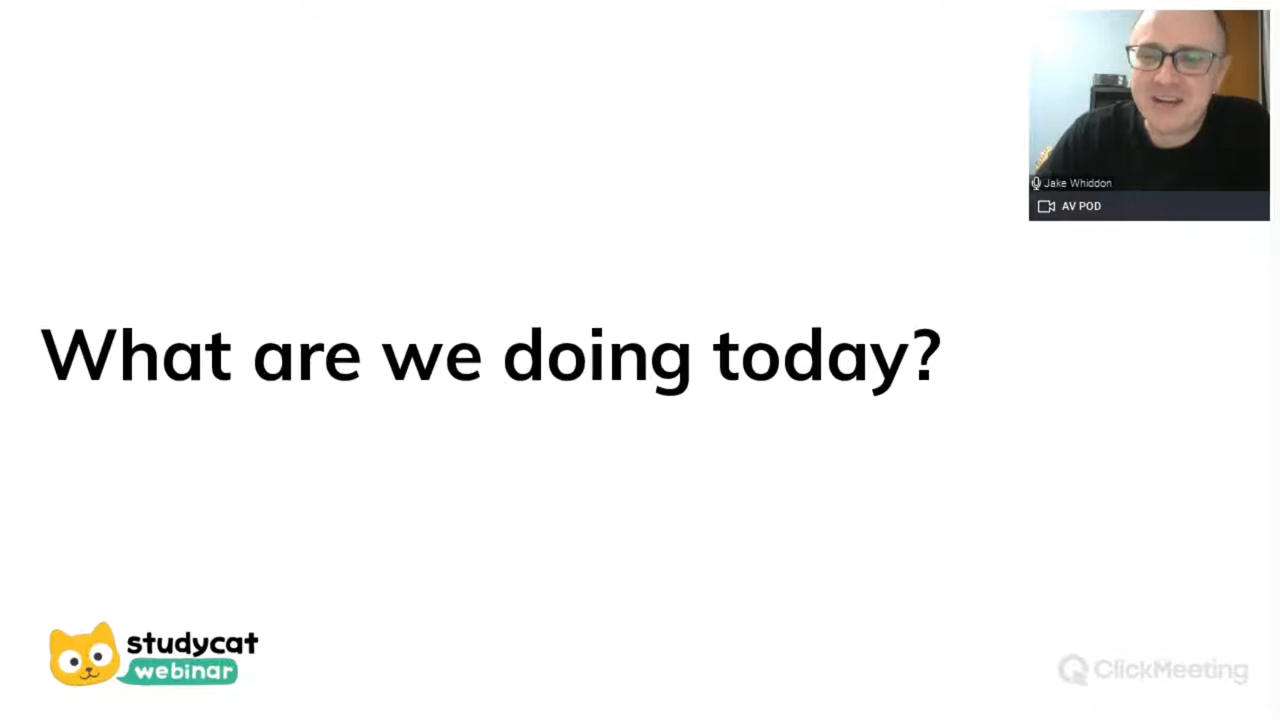 Jake Whiddon
AV POD
What are we doing today?
studycat
webinar
ClickMeeting